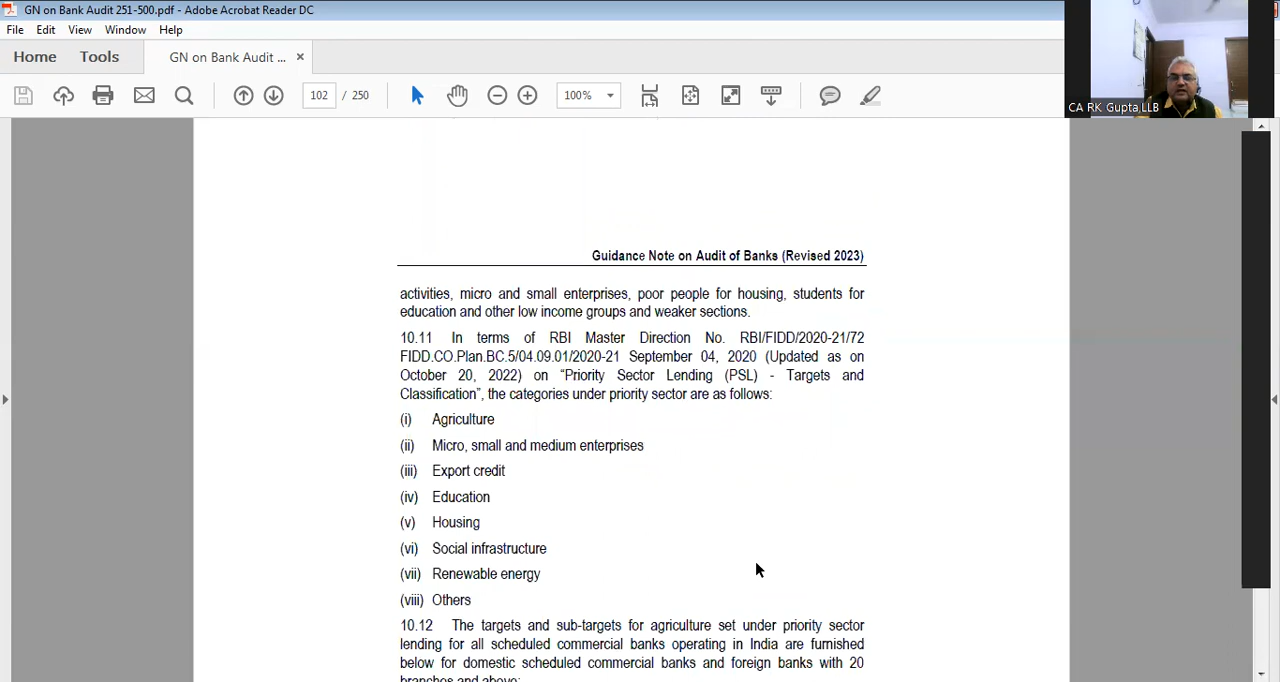 GN on Bank Audit 251-500.pdf - Adobe Acrobat Reader DC
File Edit View Window Help
Home Tools GN on Bank Audit ... ×
102 / 250 100%
CA RK Gupta,LLB
Guidance Note on Audit of Banks (Revised 2023)
activities, micro and small enterprises, poor people for housing, students for
education and other low income groups and weaker sections.
10.11 In terms of RBI Master Direction No. RBI/FIDD/2020-21/72
FIDD.CO.Plan.BC.5/04.09.01/2020-21 September 04, 2020 (Updated as on
October 20, 2022) on “Priority Sector Lending (PSL) - Targets and
Classification”, the categories under priority sector are as follows:
(i) Agriculture
(ii) Micro, small and medium enterprises
(iii) Export credit
(iv) Education
(v) Housing
(vi) Social infrastructure
(vii) Renewable energy
(viii) Others
10.12 The targets and sub-targets for agriculture set under priority sector
lending for all scheduled commercial banks operating in India are furnished
below for domestic scheduled commercial banks and foreign banks with 20
branches and above: